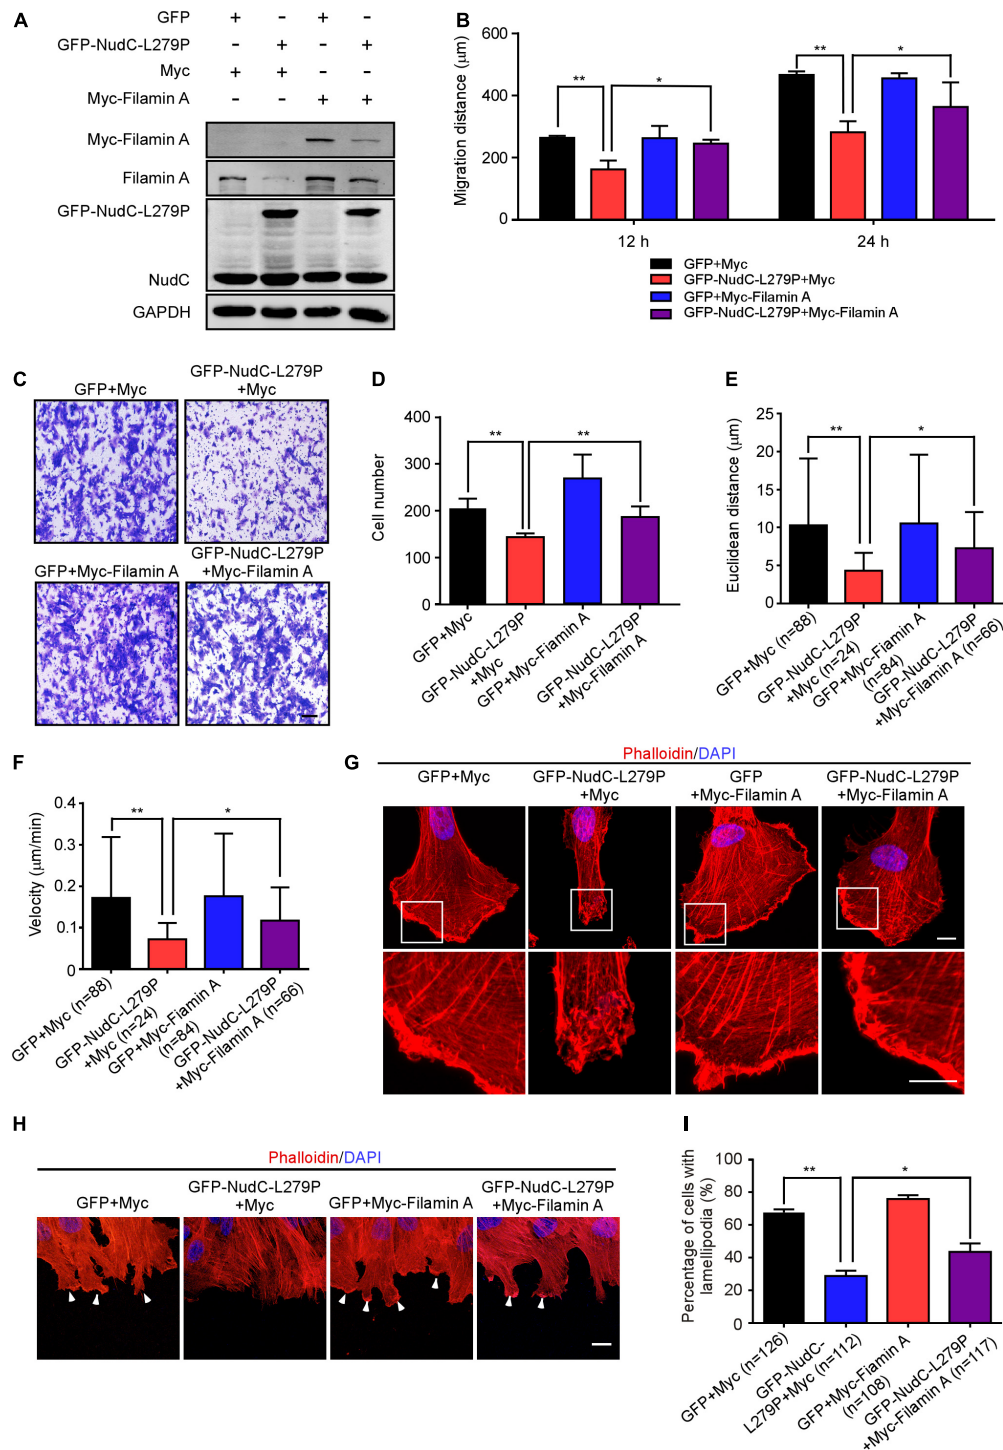 A
GFP + - + -
GFP-NudC-L279P - + - +
Myc + + - -
Myc-Filamin A - - + +
Myc-Filamin A
Filamin A
GFP-NudC-L279P
NudC
GAPDH
B
Migration distance (μm)
600
400
200
0
** * ** *
12 h 24 h
GFP+Myc
GFP-NudC-L279P+Myc
GFP+Myc-Filamin A
GFP-NudC-L279P+Myc-Filamin A
C
GFP+Myc
GFP-NudC-L279P
+Myc
GFP+Myc-Filamin A
GFP-NudC-L279P
+Myc-Filamin A
D
Cell number
400
300
200
100
0
** **
GFP+Myc
GFP-NudC-L279P
+Myc
GFP+Myc-Fiamin A
GFP-NudC-L279P
+Myc-Filamin A
E
Euclidean distance (μm)
25
20
15
10
5
0
** *
GFP+Myc (n=88)
GFP-NudC-L279P
+Myc (n=24)
GFP+Myc-Filamin A
(n=84)
GFP-NudC-L279P
+Myc-Filamin A (n=66)
F
Velocity (μm/min)
0.4
0.3
0.2
0.1
0
** *
GFP+Myc (n=88)
GFP-NudC-L279P
+Myc (n=24)
GFP+Myc-Fiamin A
(n=84)
GFP-NudC-L279P
+Myc-Filamin A (n=66)
G
Phalloidin/DAPI
GFP+Myc
GFP-NudC-L279P
+Myc
GFP
+Myc-Filamin A
GFP-NudC-L279P
+Myc-Filamin A
H
Phalloidin/DAPI
GFP+Myc
GFP-NudC-L279P
+Myc
GFP+Myc-Filamin A
GFP-NudC-L279P
+Myc-Filamin A
I
Percentage of cells with
lamellipodia (%)
100
80
60
40
20
0
** *
GFP+Myc (n=126)
GFP-NudC-
L279P+Myc (n=112)
GFP+Myc-Fiamin A
(n=108)
GFP-NudC-L279P
+Myc-Filamin A (n=117)